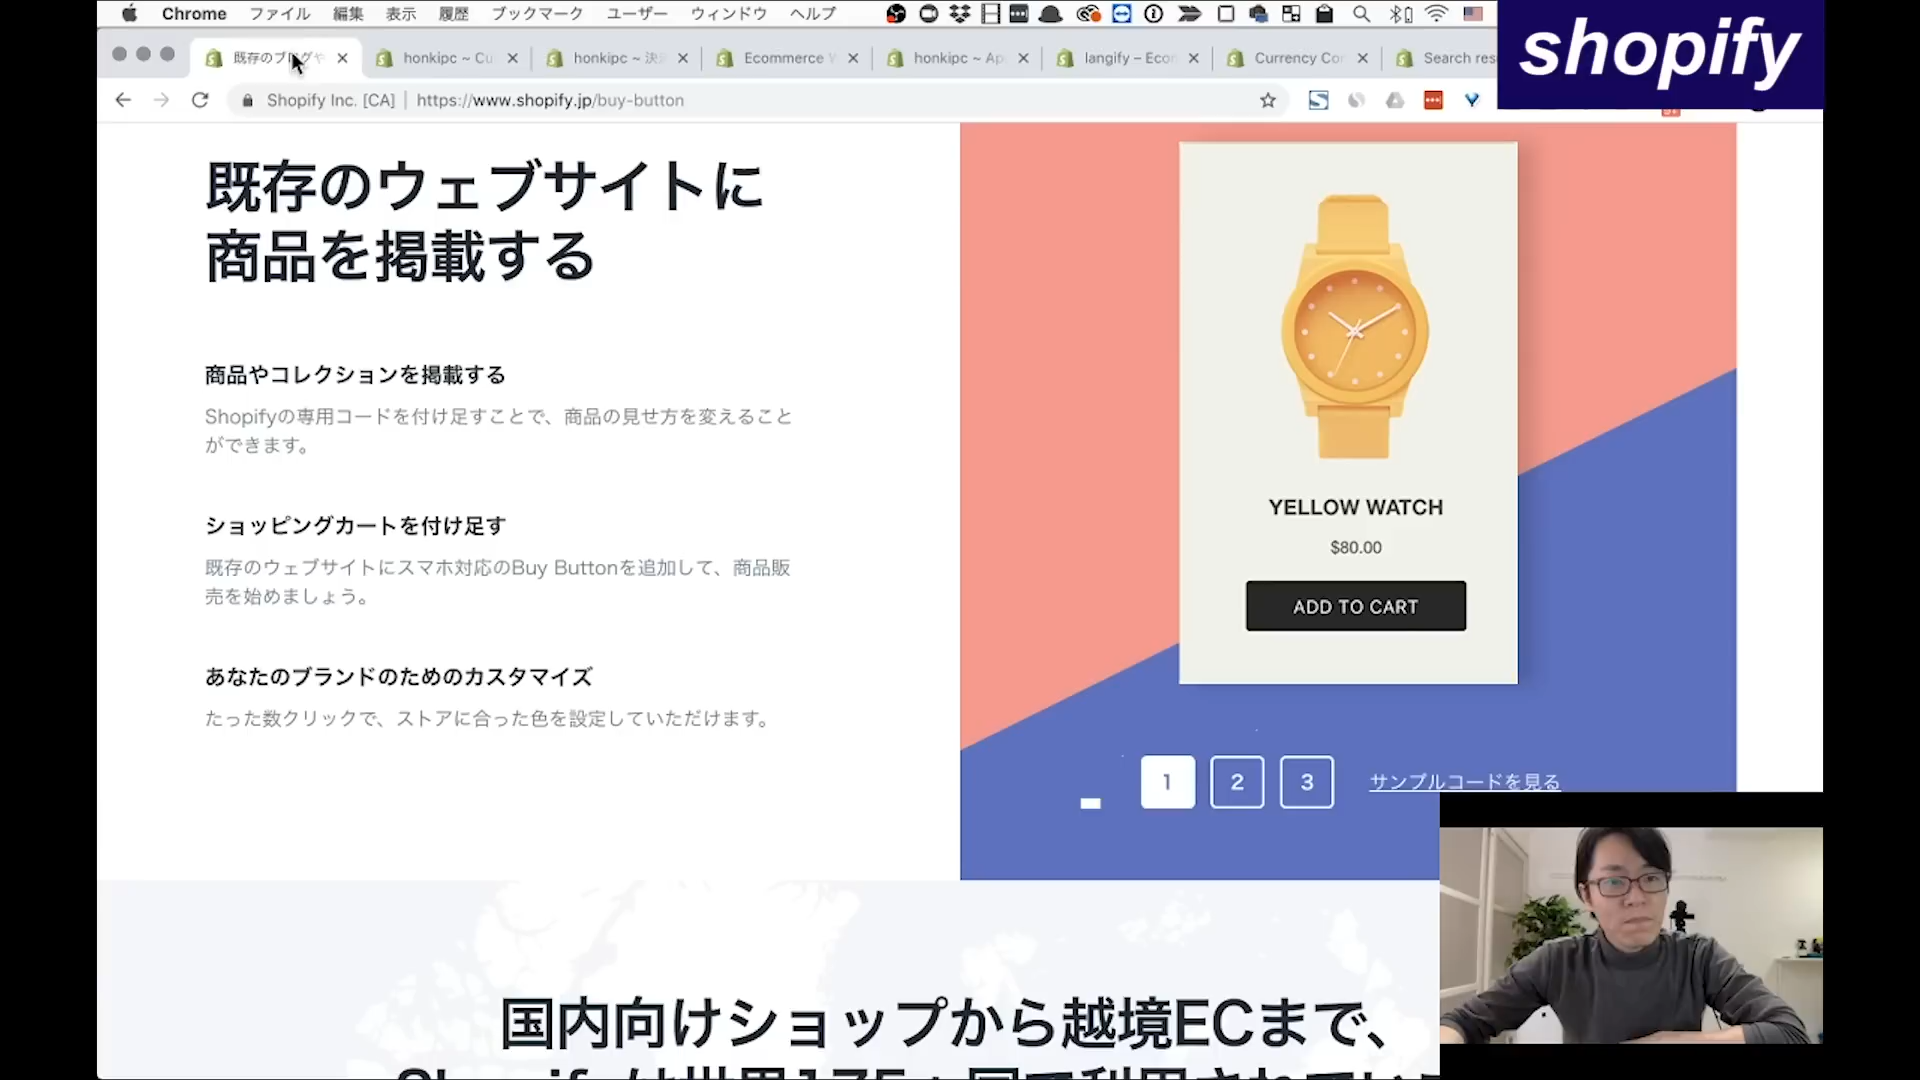 Chrome ファイル 編集 表示 履歴 ブックマーク ユーザー ウィンドウ ヘルプ
shopify
既存のブログや honkipc ~ Cu honkipc ~ 決 Ecommerce honkipc ~ Ap langify – Ecor Currency Co Search res
Shopify Inc. [CA] | https://www.shopify.jp/buy-button
既存のウェブサイトに
商品を掲載する
商品やコレクションを掲載する
Shopifyの専用コードを付け足すことで、商品の見せ方を変えること
ができます。
ショッピングカートを付け足す
既存のウェブサイトにスマホ対応のBuy Buttonを追加して、商品販
売を始めましょう。
あなたのブランドのためのカスタマイズ
たった数クリックで、ストアに合った色を設定していただけます。
YELLOW WATCH
$80.00
ADD TO CART
1 2 3 サンプルコードを見る
国内向けショップから越境ECまで、